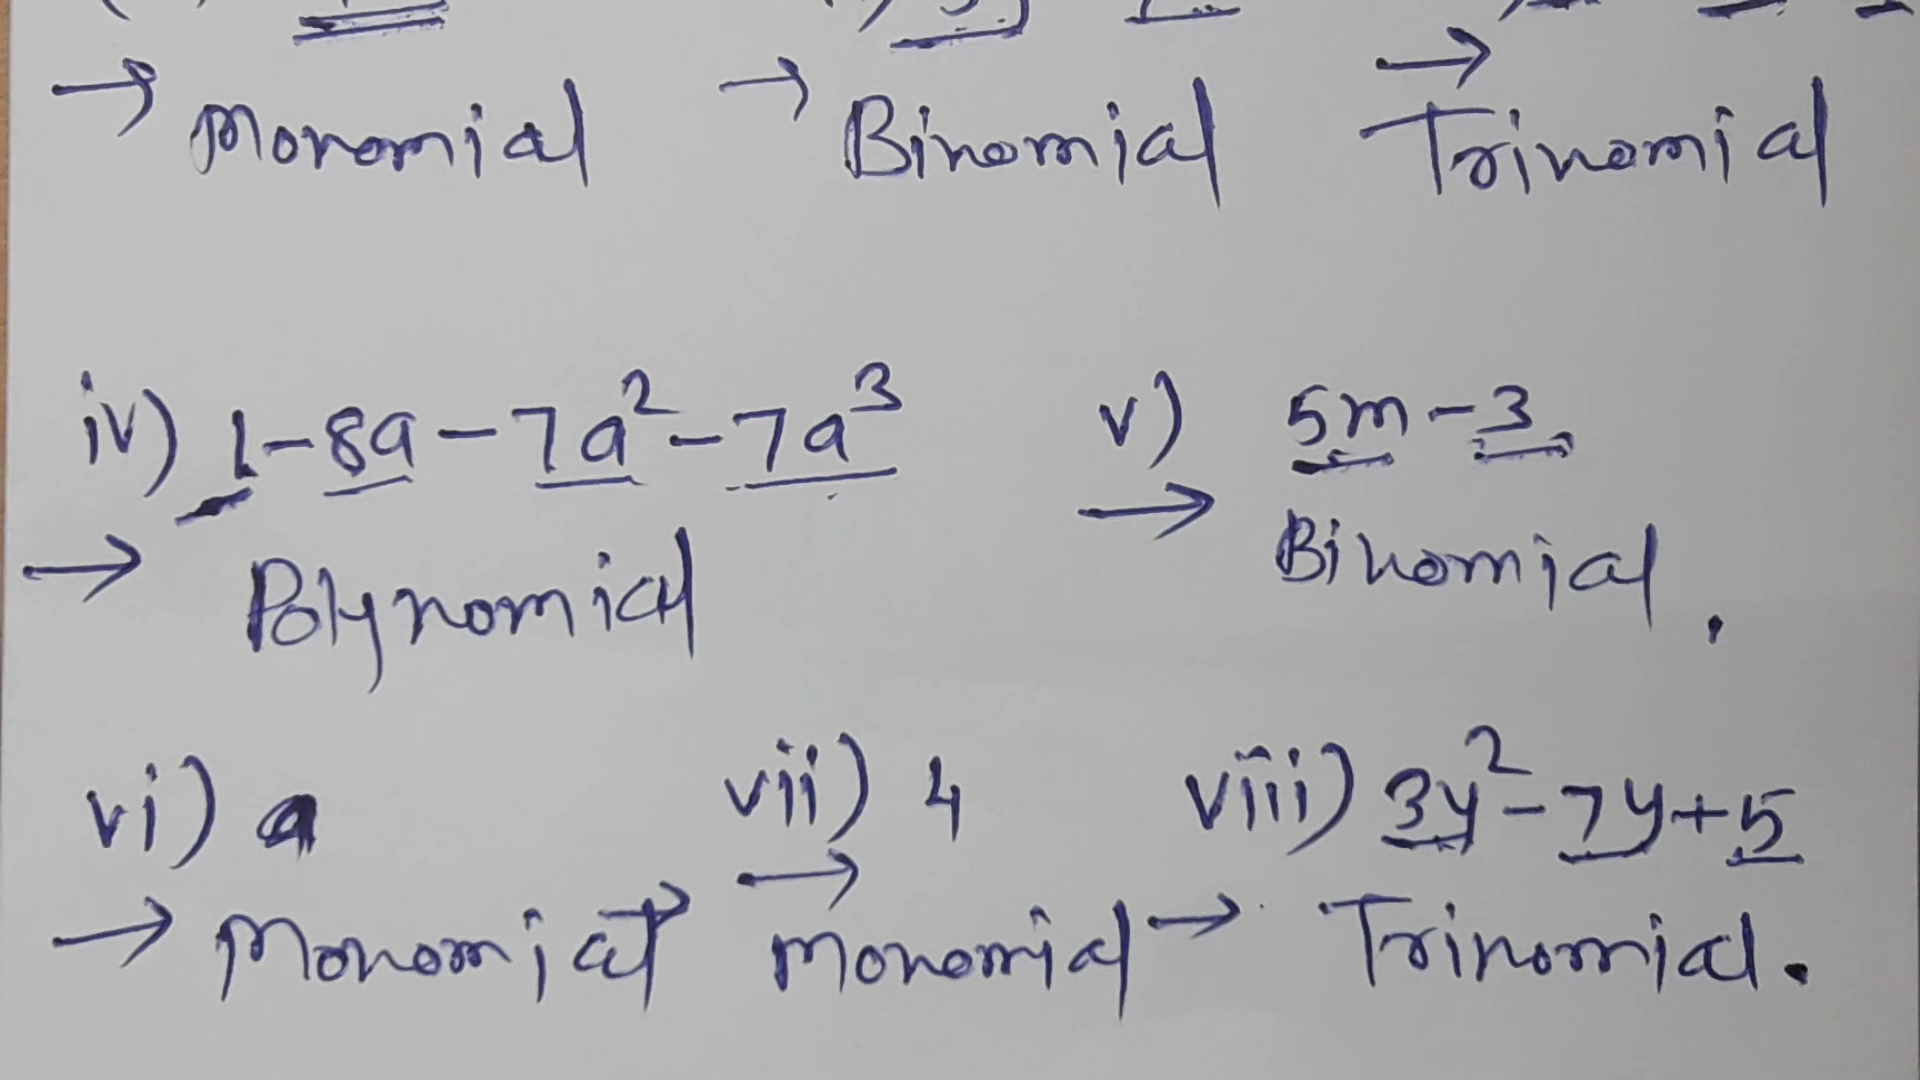 → Monomial → Binomial → Trinomial
iv) 1-8a-7a²-7a³ v) 5m-3
→ Polynomial → Binomial.
vi) a vii) 4 viii) 3y²-7y+5
→ Monomial → Monomial → Trinomial.